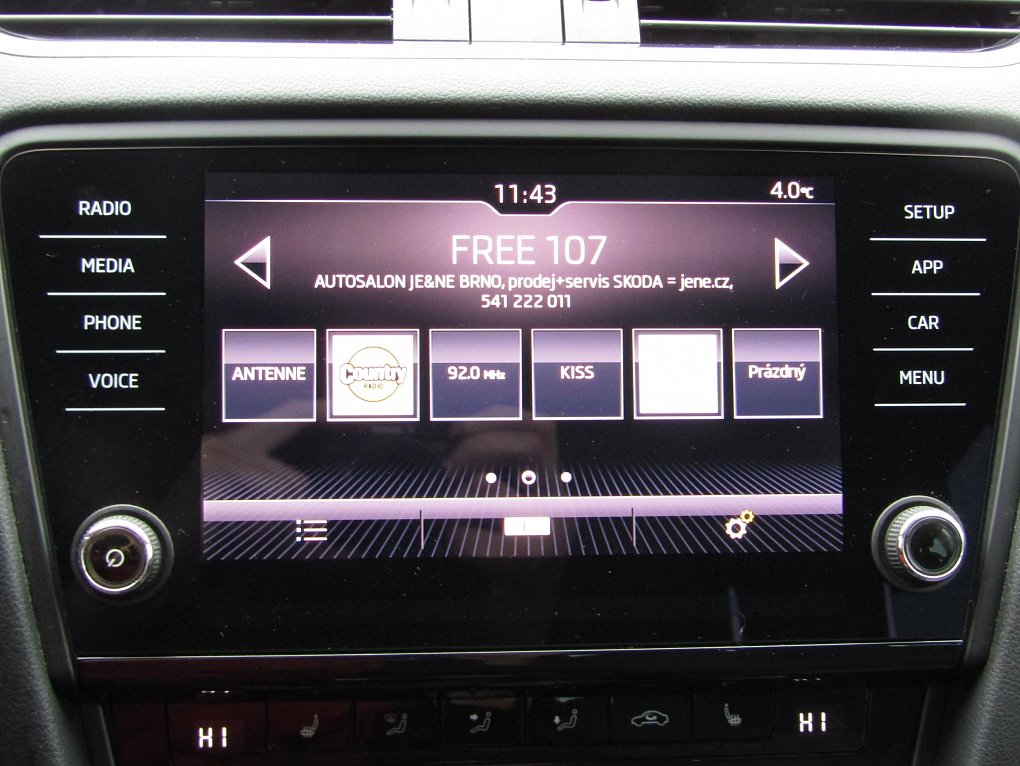 11:43
4.0°C
RADIO
MEDIA
PHONE
VOICE
FREE 107
AUTOSALON JE&NE BRNO, prodej+servis SKODA = jene.cz,
541 222 011
ANTENNE
Country
RADIO
92.0 MHz
KISS
Prázdný
SETUP
APP
CAR
MENU
HI
HI